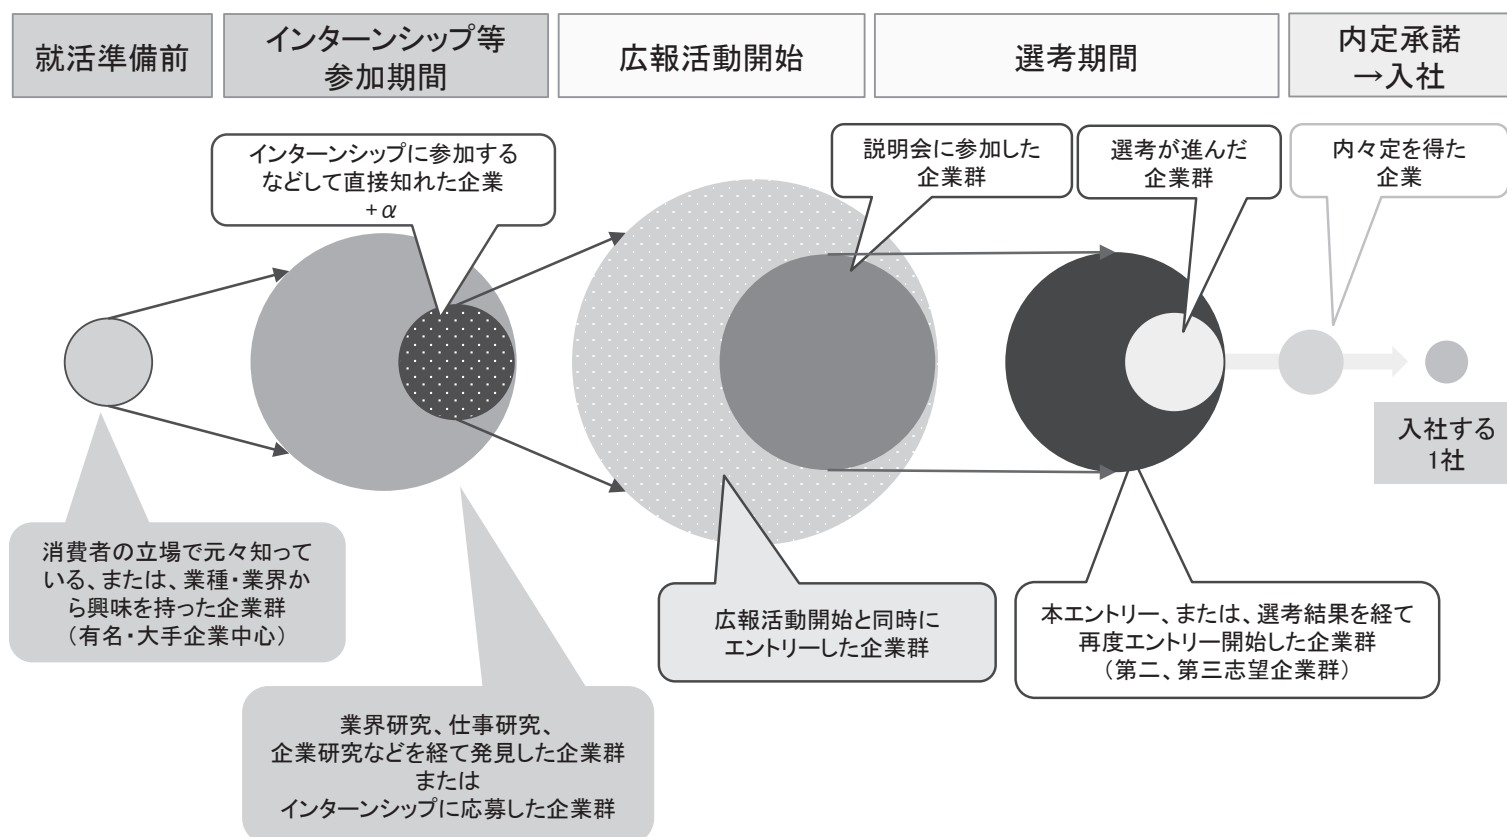 就活準備前
インターンシップ等
参加期間
広報活動開始
選考期間
内定承諾
→入社
インターンシップに参加する
などして直接知れた企業
+α
説明会に参加した
企業群
選考が進んだ
企業群
内々定を得た
企業
入社する
1社
消費者の立場で元々知って
いる、または、業種・業界か
ら興味を持った企業群
（有名・大手企業中心）
業界研究、仕事研究、
企業研究などを経て発見した企業群
または
インターンシップに応募した企業群
広報活動開始と同時に
エントリーした企業群
本エントリー、または、選考結果を経て
再度エントリー開始した企業群
（第二、第三志望企業群）